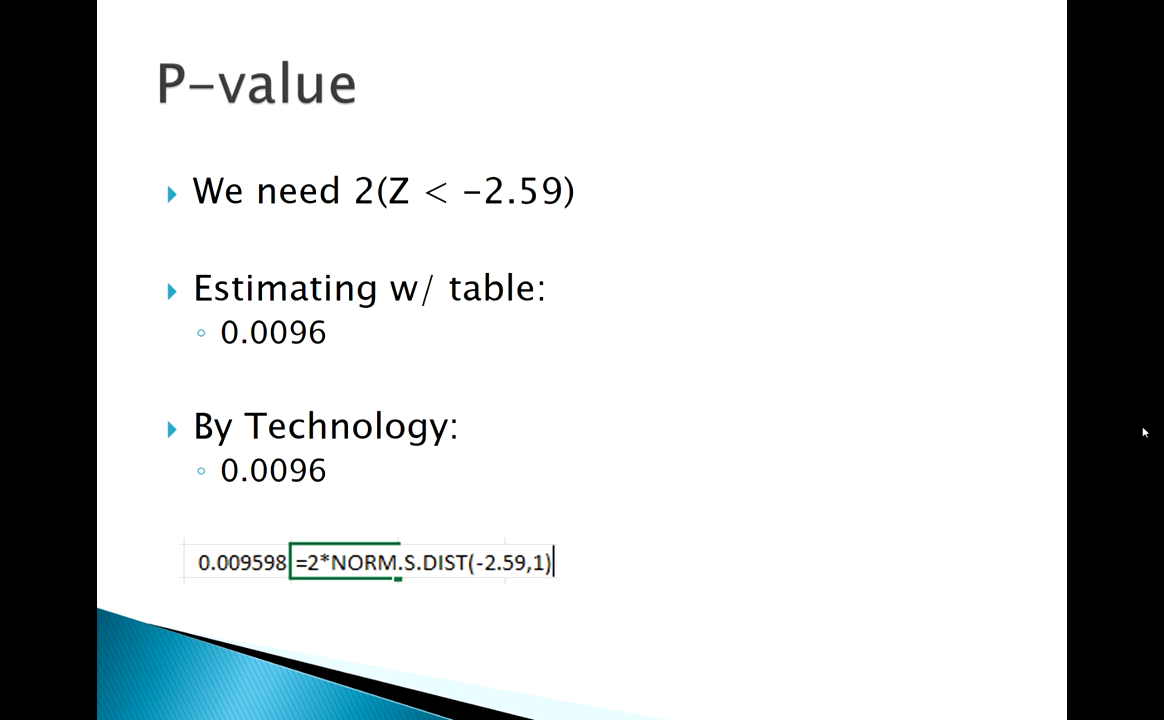 P-value
We need 2(Z < -2.59)
Estimating w/ table:
0.0096
By Technology:
0.0096
0.009598 =2*NORM.S.DIST(-2.59,1)